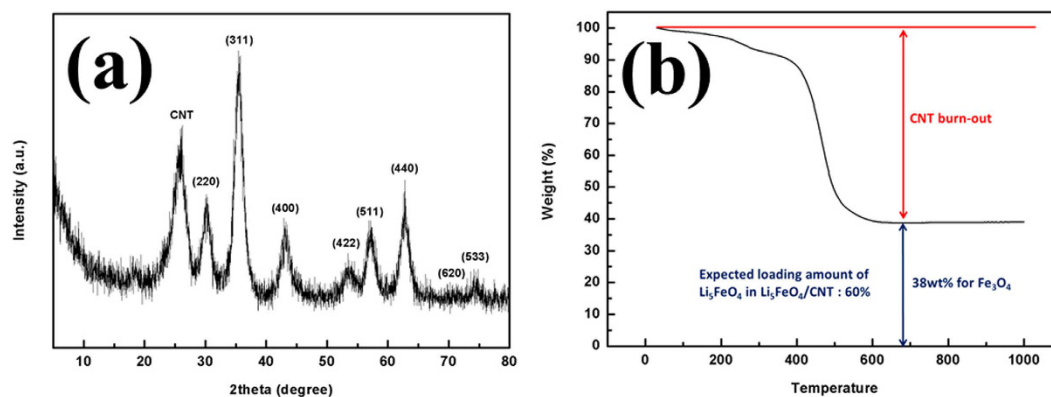 (a)
CNT
(220)
(311)
(400)
(422)
(511)
(440)
(620)
(533)
Intensity (a.u.)
10 20 30 40 50 60 70 80
2theta (degree)
(b)
100
90
80
70
60
50
40
30
20
10
0
Weight (%)
CNT burn-out
Expected loading amount of
Li₅FeO₄ in Li₅FeO₄/CNT : 60%
38wt% for Fe₃O₄
0 200 400 600 800 1000
Temperature